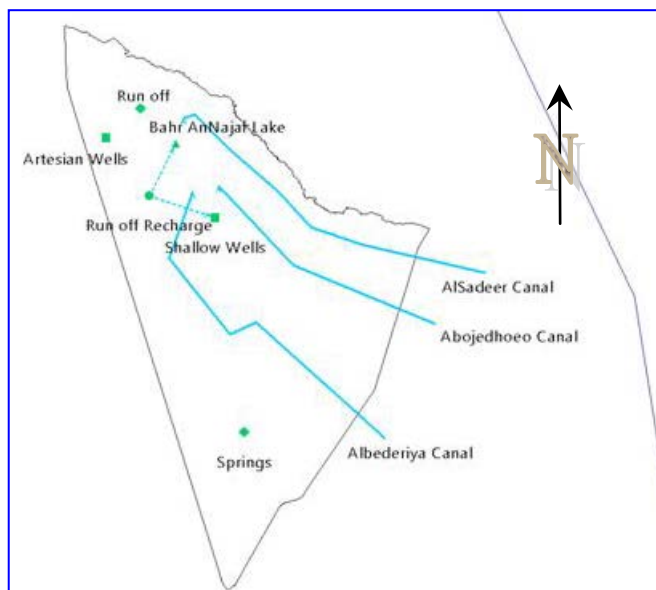 Run off
Bahr AnNajaf Lake
Artesian Wells
N
Run off Recharge
Shallow Wells
AlSadeer Canal
Abojedhoeo Canal
Albederiya Canal
Springs